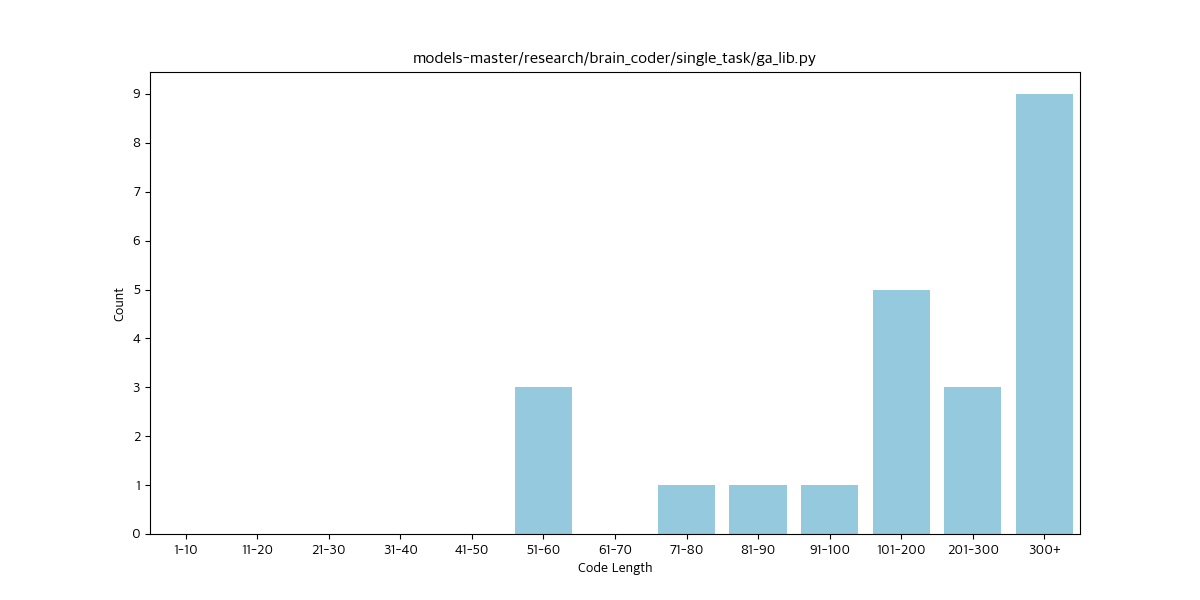 models-master/research/brain_coder/single_task/ga_lib.py
9
8
7
6
5
4
3
2
1
0
Count
1-10 11-20 21-30 31-40 41-50 51-60 61-70 71-80 81-90 91-100 101-200 201-300 300+
Code Length